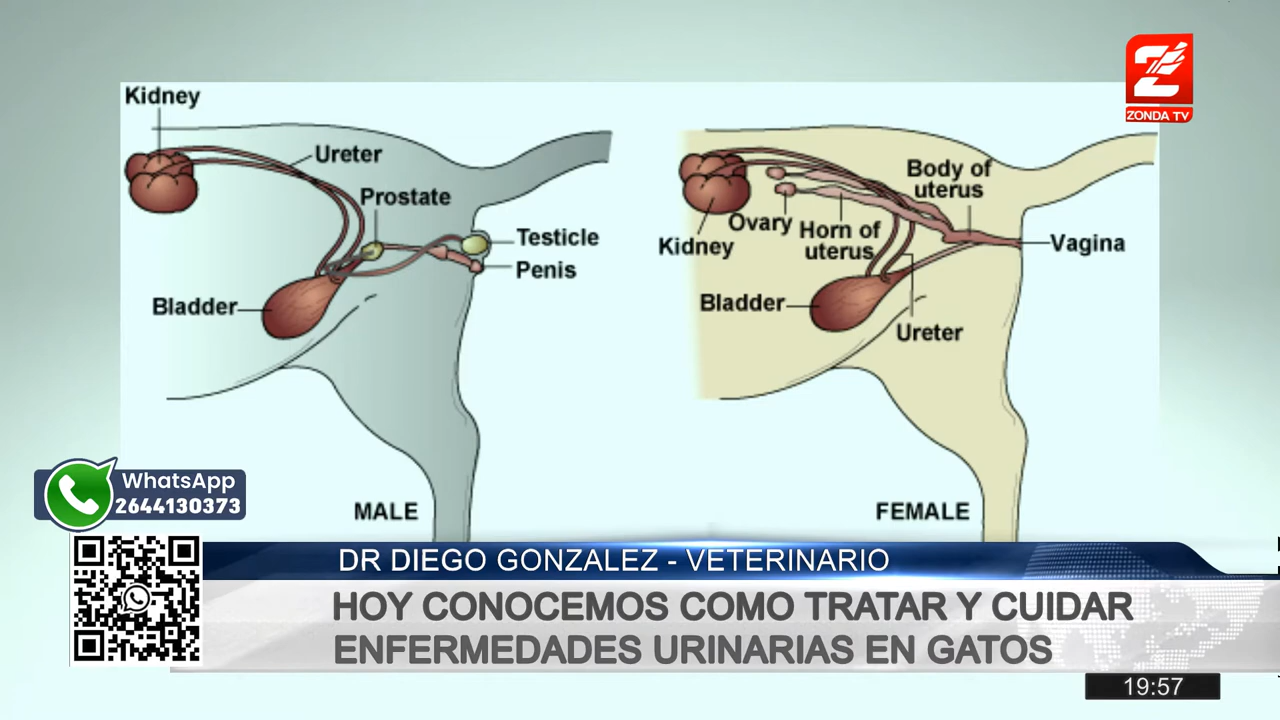 ZONDA TV
Kidney
Ureter
Prostate
Testicle
Penis
Bladder
MALE
Body of
uterus
Ovary
Horn of
uterus
Kidney
Vagina
Bladder
Ureter
FEMALE
WhatsApp
2644130373
DR DIEGO GONZALEZ - VETERINARIO
HOY CONOCEMOS COMO TRATAR Y CUIDAR
ENFERMEDADES URINARIAS EN GATOS
19:57